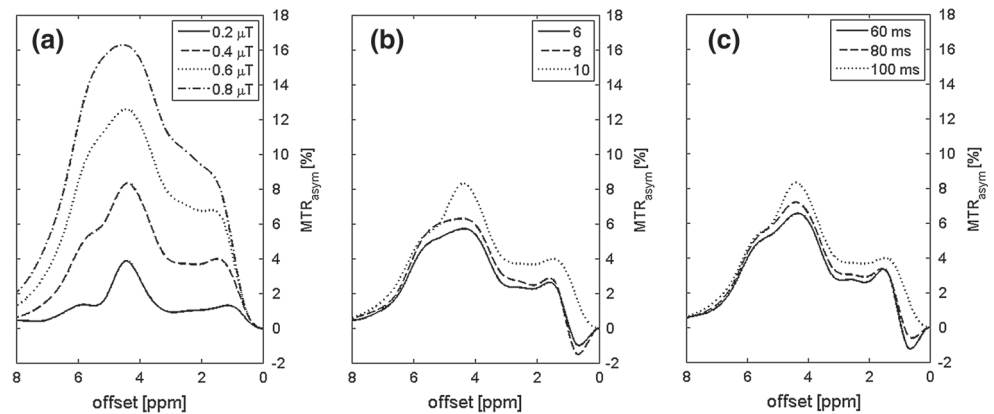 (a)
0.2 μT
0.4 μT
0.6 μT
0.8 μT
18
16
14
12
10
8
6
4
2
0
-2
MTRasym [%]
8 6 4 2 0
offset [ppm]
(b)
6
8
10
18
16
14
12
10
8
6
4
2
0
-2
MTRasym [%]
8 6 4 2 0
offset [ppm]
(c)
60 ms
80 ms
100 ms
18
16
14
12
10
8
6
4
2
0
-2
MTRasym [%]
8 6 4 2 0
offset [ppm]